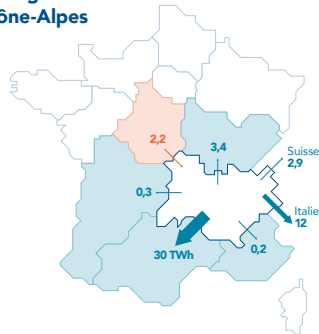 ône-Alpes
2,2
3,4
Suisse
2,9
0,3
Italie
12
30 TWh
0,2